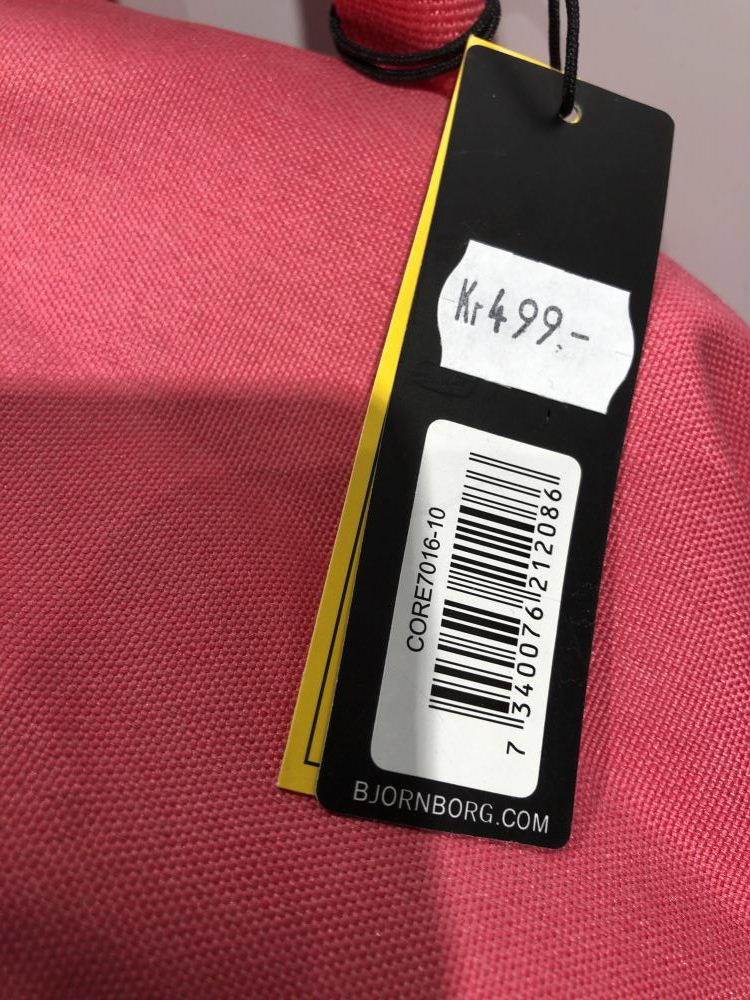 Kr499.-
CORE7016-10
7 340076 212086
BJORNBORG.COM